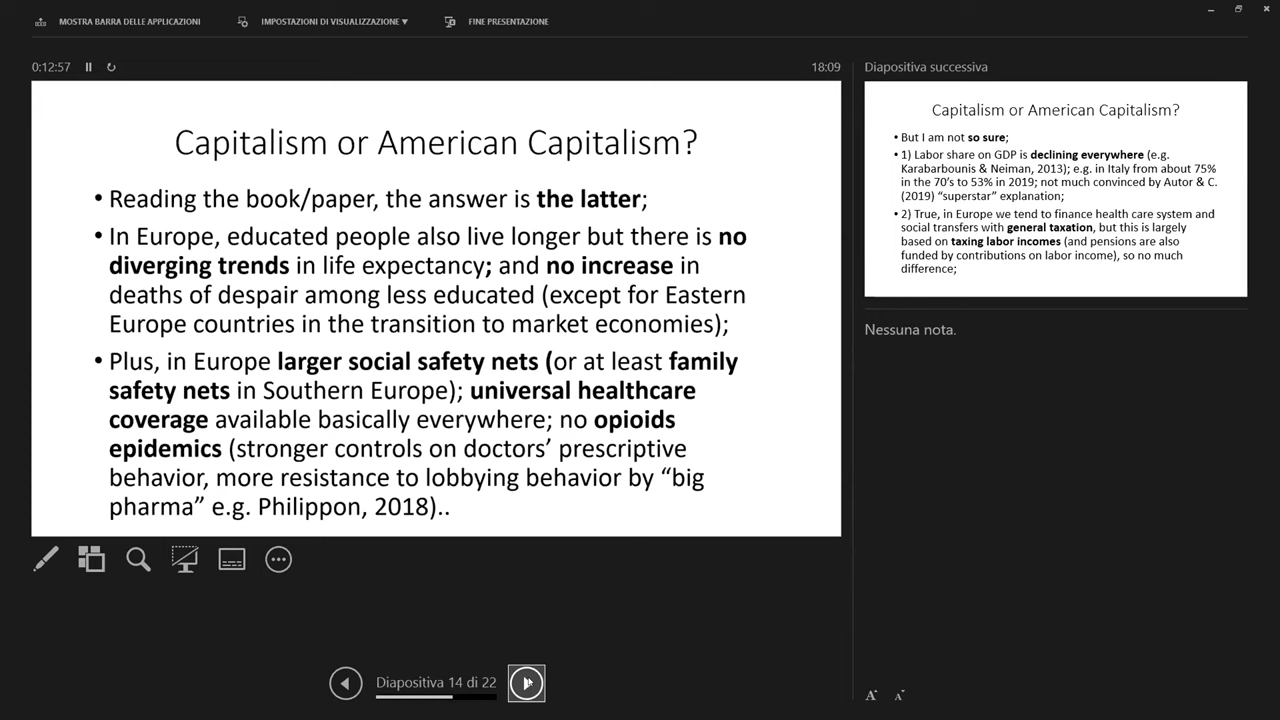 MOSTRA BARRA DELLE APPLICAZIONI
IMPOSTAZIONI DI VISUALIZZAZIONE ▼
FINE PRESENTAZIONE
0:12:57
18:09
Capitalism or American Capitalism?
• Reading the book/paper, the answer is the latter;
• In Europe, educated people also live longer but there is no
diverging trends in life expectancy; and no increase in
deaths of despair among less educated (except for Eastern
Europe countries in the transition to market economies);
• Plus, in Europe larger social safety nets (or at least family
safety nets in Southern Europe); universal healthcare
coverage available basically everywhere; no opioids
epidemics (stronger controls on doctors’ prescriptive
behavior, more resistance to lobbying behavior by “big
pharma” e.g. Philippon, 2018)..
Diapositiva 14 di 22
Diapositiva successiva
Capitalism or American Capitalism?
• But I am not so sure;
• 1) Labor share on GDP is declining everywhere (e.g.
Karabarbounis & Neiman, 2013); e.g. in Italy from about 75%
in the 70’s to 53% in 2019; not much convinced by Autor & C.
(2019) “superstar” explanation;
• 2) True, in Europe we tend to finance health care system and
social transfers with general taxation, but this is largely
based on taxing labor incomes (and pensions are also
funded by contributions on labor income), so no much
difference;
Nessuna nota.
A A